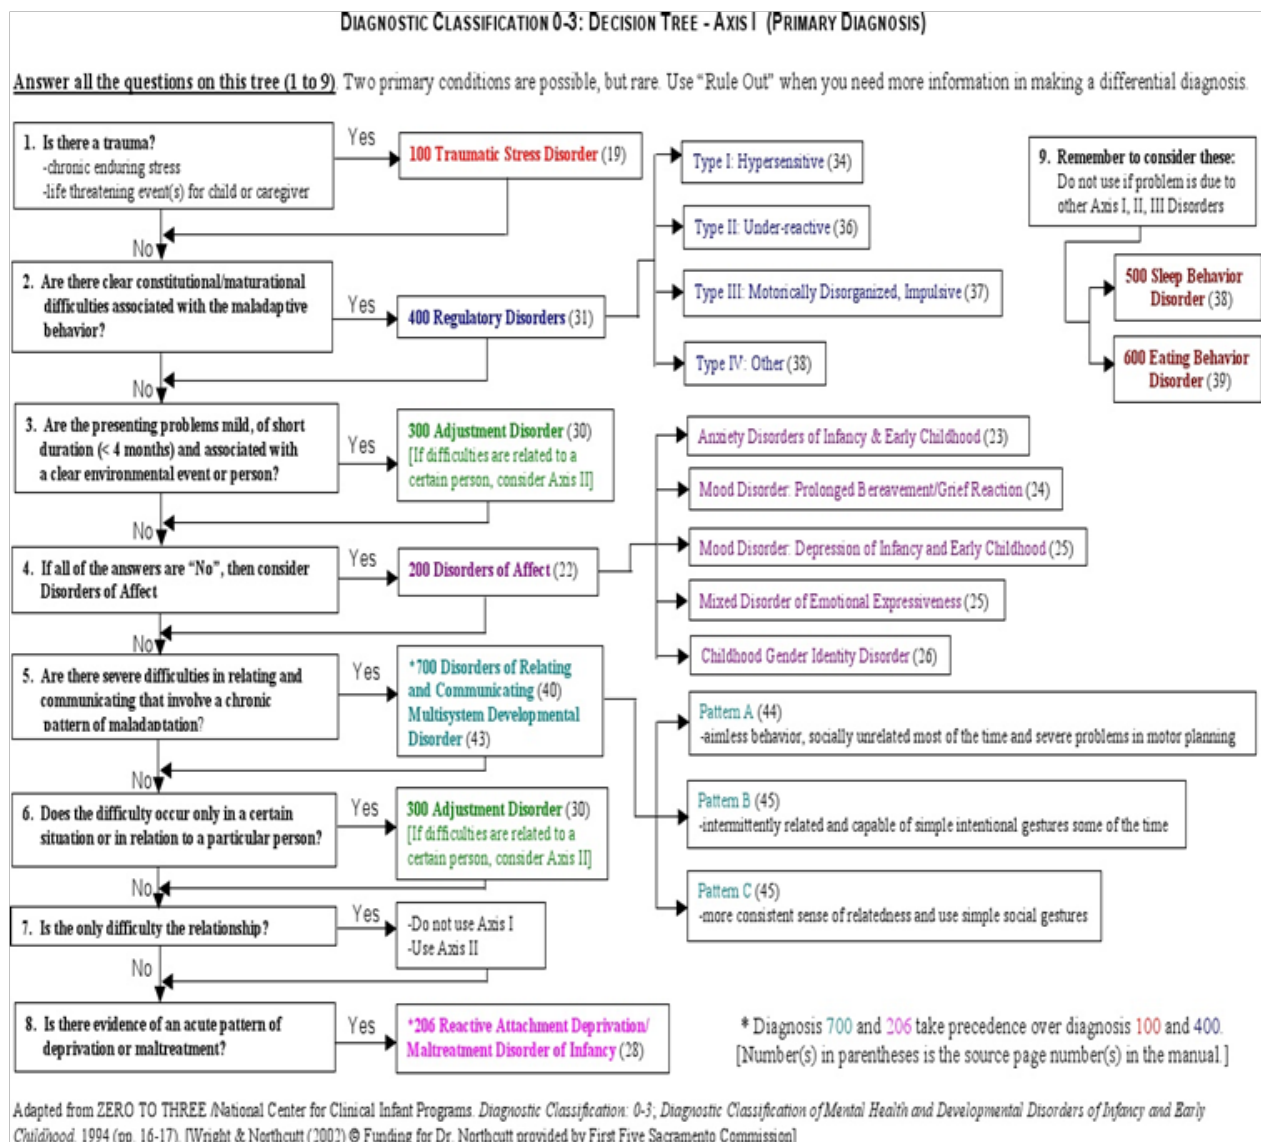 DIAGNOSTIC CLASSIFICATION 0-3: DECISION TREE - AXIS I (PRIMARY DIAGNOSIS)
Answer all the questions on this tree (1 to 9). Two primary conditions are possible, but rare. Use “Rule Out” when you need more information in making a differential diagnosis.
1. Is there a trauma?
-chronic enduring stress
-life threatening event(s) for child or caregiver
Yes
100 Traumatic Stress Disorder (19)
No
2. Are there clear constitutional/maturational
difficulties associated with the maladaptive
behavior?
Yes
400 Regulatory Disorders (31)
Type I: Hypersensitive (34)
Type II: Under-reactive (36)
Type III: Motorically Disorganized, Impulsive (37)
Type IV: Other (38)
9. Remember to consider these:
Do not use if problem is due to
other Axis I, II, III Disorders
500 Sleep Behavior
Disorder (38)
600 Eating Behavior
Disorder (39)
No
3. Are the presenting problems mild, of short
duration (< 4 months) and associated with
a clear environmental event or person?
Yes
300 Adjustment Disorder (30)
[If difficulties are related to a
certain person, consider Axis II]
No
4. If all of the answers are “No”, then consider
Disorders of Affect
Yes
200 Disorders of Affect (22)
Anxiety Disorders of Infancy & Early Childhood (23)
Mood Disorder: Prolonged Bereavement/Grief Reaction (24)
Mood Disorder: Depression of Infancy and Early Childhood (25)
Mixed Disorder of Emotional Expressiveness (25)
Childhood Gender Identity Disorder (26)
No
5. Are there severe difficulties in relating and
communicating that involve a chronic
pattern of maladaptation?
Yes
*700 Disorders of Relating
and Communicating (40)
Multisystem Developmental
Disorder (43)
Pattern A (44)
-aimless behavior, socially unrelated most of the time and severe problems in motor planning
Pattern B (45)
-intermittently related and capable of simple intentional gestures some of the time
Pattern C (45)
-more consistent sense of relatedness and use simple social gestures
No
6. Does the difficulty occur only in a certain
situation or in relation to a particular person?
Yes
300 Adjustment Disorder (30)
[If difficulties are related to a
certain person, consider Axis II]
No
7. Is the only difficulty the relationship?
Yes
-Do not use Axis I
-Use Axis II
No
8. Is there evidence of an acute pattern of
deprivation or maltreatment?
Yes
*206 Reactive Attachment Deprivation/
Maltreatment Disorder of Infancy (28)
* Diagnosis 700 and 206 take precedence over diagnosis 100 and 400.
[Number(s) in parentheses is the source page number(s) in the manual.]
Adapted from ZERO TO THREE /National Center for Clinical Infant Programs. Diagnostic Classification: 0-3; Diagnostic Classification of Mental Health and Developmental Disorders of Infancy and Early
Childhood, 1994 (pp. 16-17). [Wright & Northcutt (2002) © Funding for Dr. Northcutt provided by First Five Sacramento Commission]